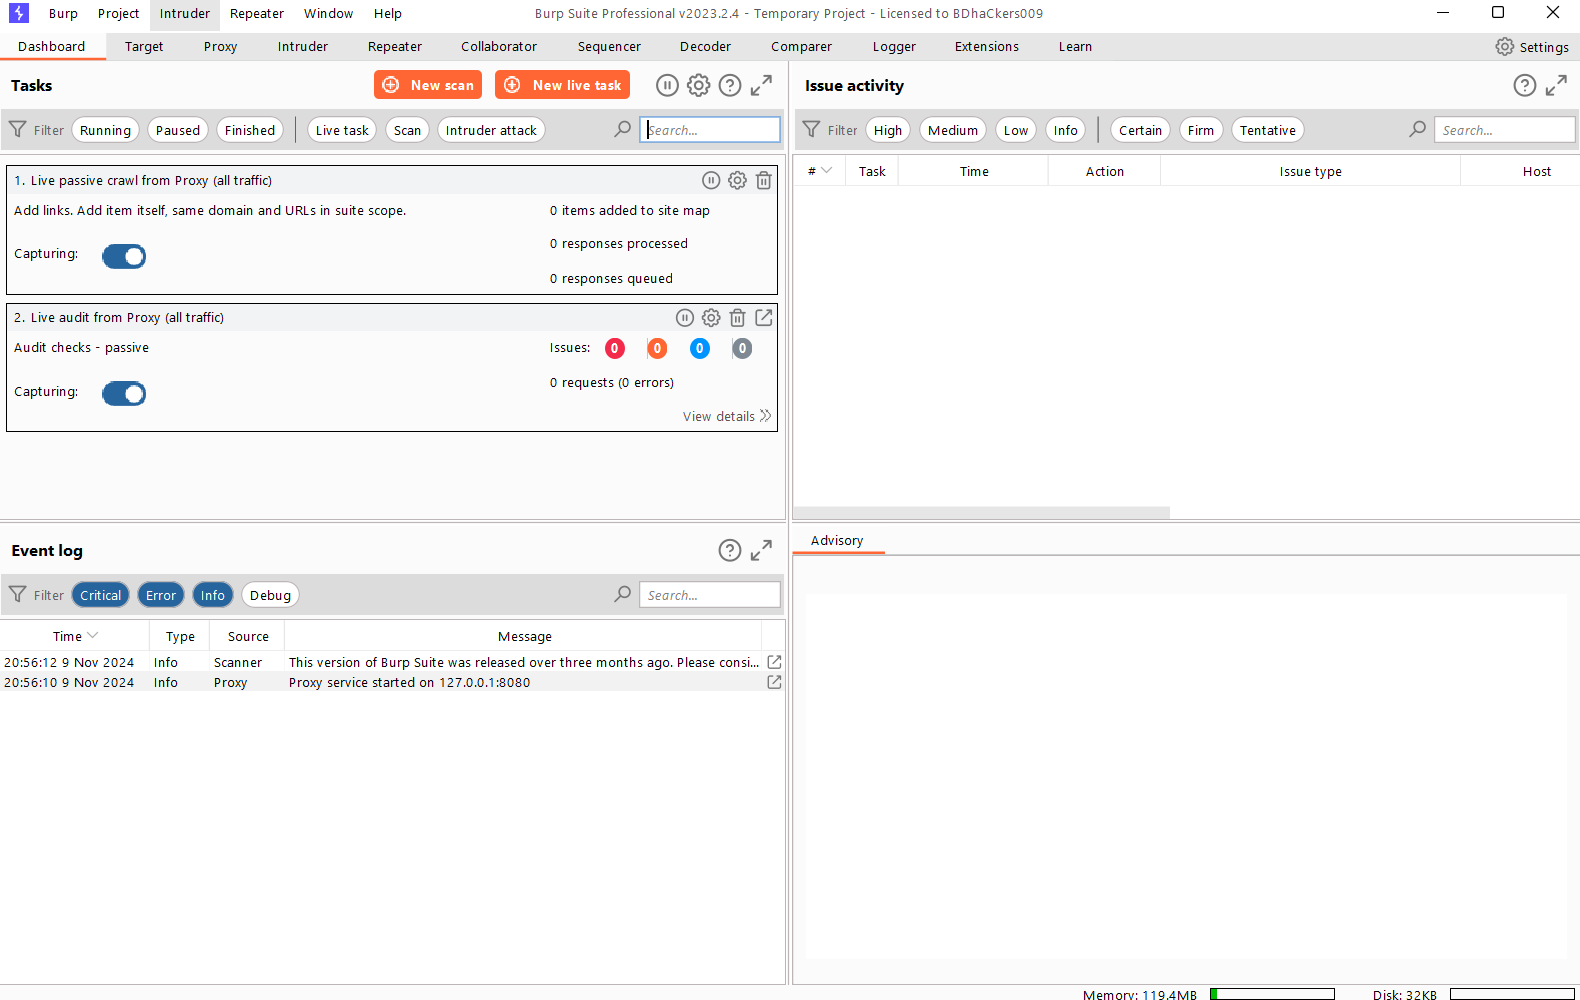 Burp Project Intruder Repeater Window Help Burp Suite Professional v2023.2.4 - Temporary Project - Licensed to BDhaCkers009
Dashboard Target Proxy Intruder Repeater Collaborator Sequencer Decoder Comparer Logger Extensions Learn Settings
Tasks New scan New live task
Filter Running Paused Finished Live task Scan Intruder attack Search...
1. Live passive crawl from Proxy (all traffic)
Add links. Add item itself, same domain and URLs in suite scope. 0 items added to site map
0 responses processed
Capturing:
0 responses queued
2. Live audit from Proxy (all traffic)
Audit checks - passive Issues: 0 0 0 0
0 requests (0 errors)
Capturing:
View details
Issue activity
Filter High Medium Low Info Certain Firm Tentative Search...
# Task Time Action Issue type Host
Event log
Filter Critical Error Info Debug Search...
Time Type Source Message
20:56:12 9 Nov 2024 Info Scanner This version of Burp Suite was released over three months ago. Please consi...
20:56:10 9 Nov 2024 Info Proxy Proxy service started on 127.0.0.1:8080
Advisory
Memory: 119.4MB Disk: 32KB